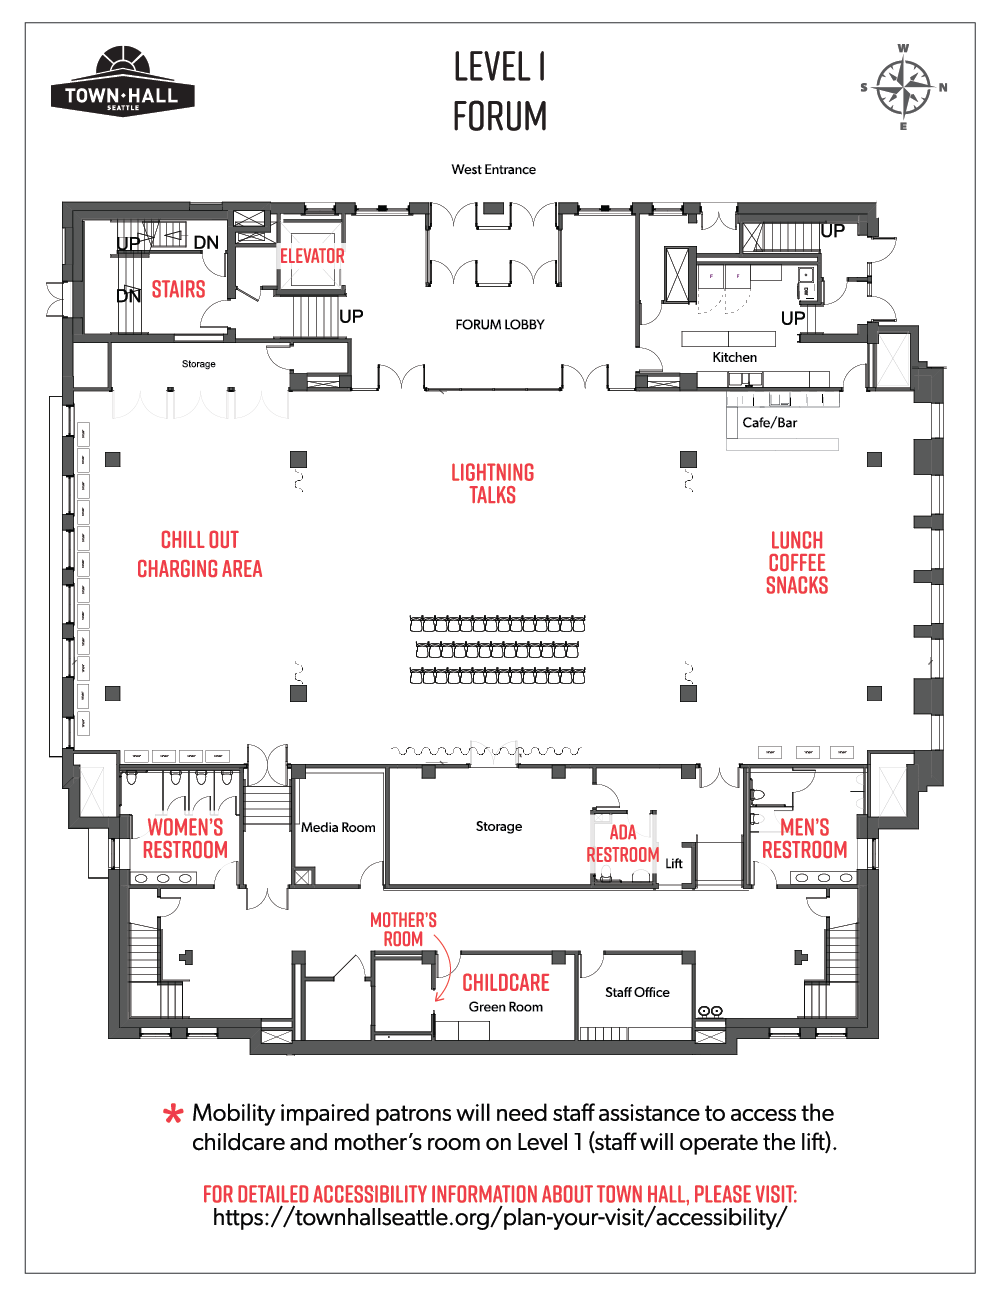 TOWN·HALL
SEATTLE
LEVEL 1
FORUM
W
S
N
E
West Entrance
UP
DN
STAIRS
DN
ELEVATOR
UP
FORUM LOBBY
UP
F
F
DW
UP
Kitchen
Storage
Cafe/Bar
LIGHTNING
TALKS
CHILL OUT
CHARGING AREA
LUNCH
COFFEE
SNACKS
WOMEN'S
RESTROOM
Media Room
Storage
ADA
RESTROOM
Lift
MEN'S
RESTROOM
MOTHER'S
ROOM
CHILDCARE
Green Room
Staff Office
* Mobility impaired patrons will need staff assistance to access the
childcare and mother's room on Level 1 (staff will operate the lift).
FOR DETAILED ACCESSIBILITY INFORMATION ABOUT TOWN HALL, PLEASE VISIT:
https://townhallseattle.org/plan-your-visit/accessibility/